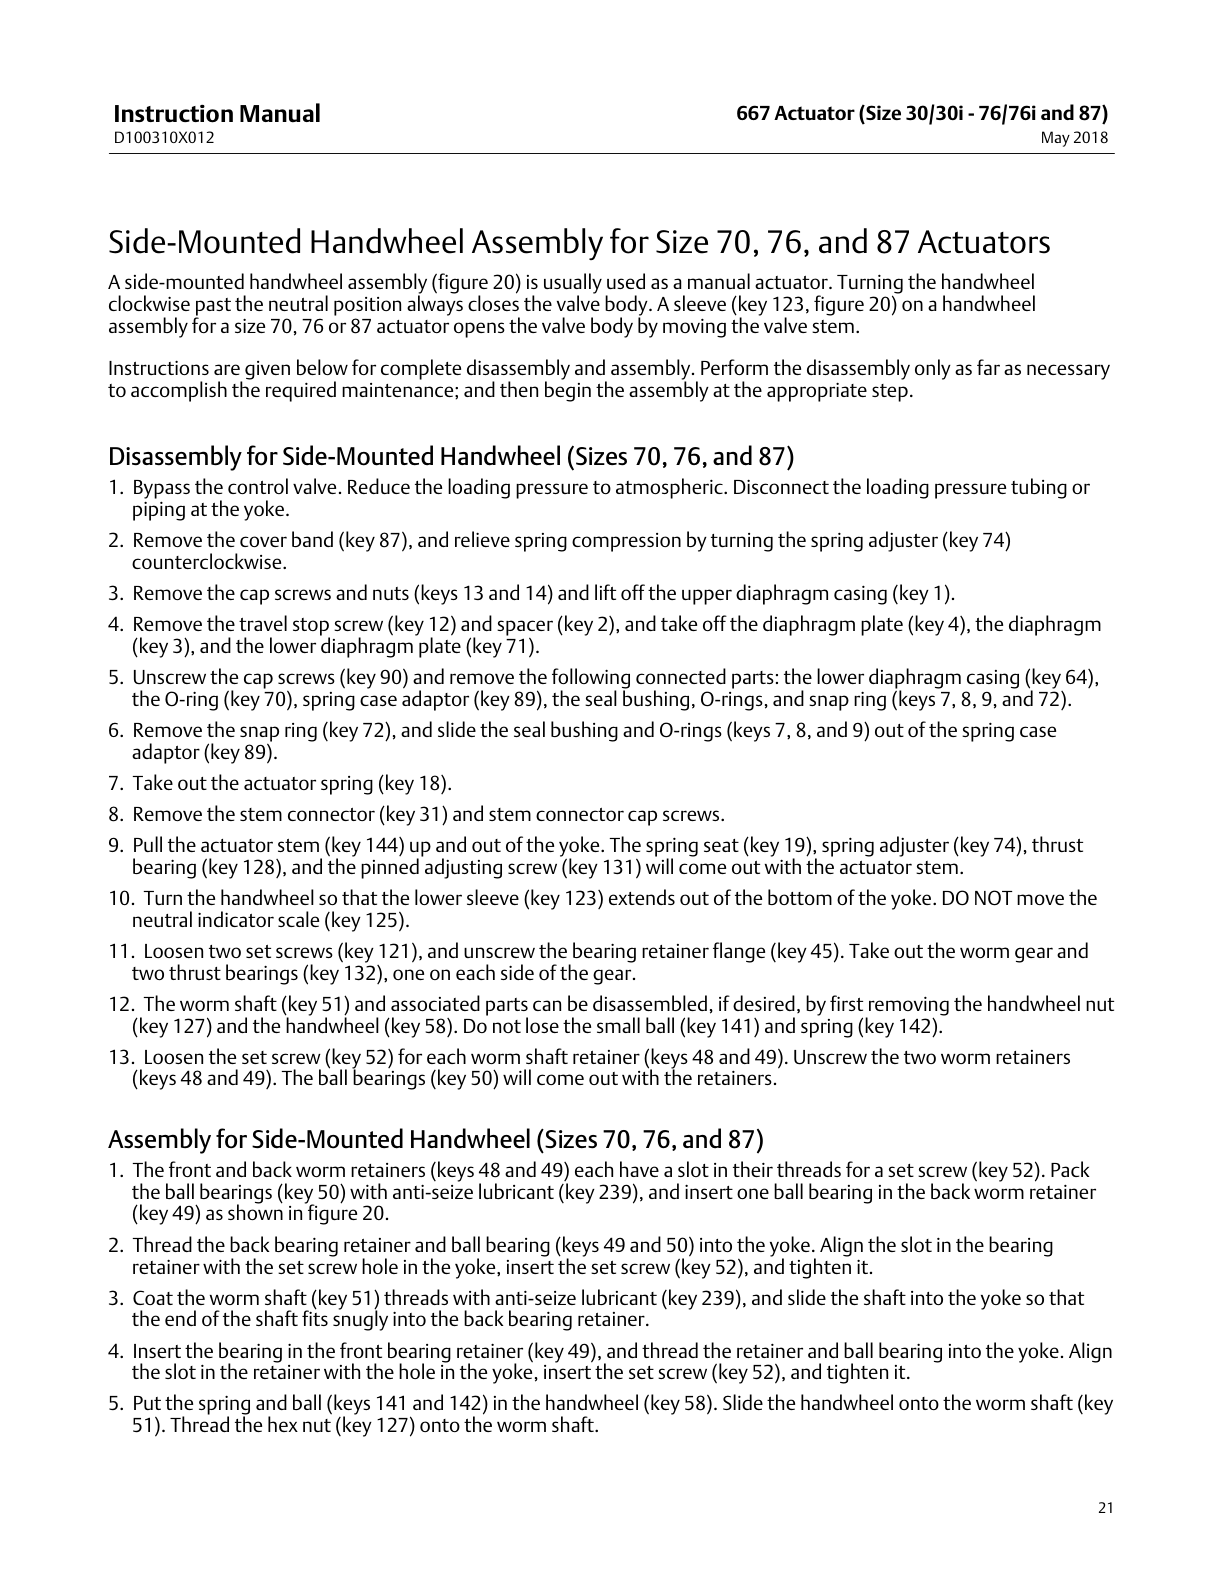 Instruction Manual
D100310X012
667 Actuator (Size 30/30i - 76/76i and 87)
May 2018
Side-Mounted Handwheel Assembly for Size 70, 76, and 87 Actuators
A side-mounted handwheel assembly (figure 20) is usually used as a manual actuator. Turning the handwheel
clockwise past the neutral position always closes the valve body. A sleeve (key 123, figure 20) on a handwheel
assembly for a size 70, 76 or 87 actuator opens the valve body by moving the valve stem.
Instructions are given below for complete disassembly and assembly. Perform the disassembly only as far as necessary
to accomplish the required maintenance; and then begin the assembly at the appropriate step.
Disassembly for Side-Mounted Handwheel (Sizes 70, 76, and 87)
1. Bypass the control valve. Reduce the loading pressure to atmospheric. Disconnect the loading pressure tubing or
piping at the yoke.
2. Remove the cover band (key 87), and relieve spring compression by turning the spring adjuster (key 74)
counterclockwise.
3. Remove the cap screws and nuts (keys 13 and 14) and lift off the upper diaphragm casing (key 1).
4. Remove the travel stop screw (key 12) and spacer (key 2), and take off the diaphragm plate (key 4), the diaphragm
(key 3), and the lower diaphragm plate (key 71).
5. Unscrew the cap screws (key 90) and remove the following connected parts: the lower diaphragm casing (key 64),
the O-ring (key 70), spring case adaptor (key 89), the seal bushing, O-rings, and snap ring (keys 7, 8, 9, and 72).
6. Remove the snap ring (key 72), and slide the seal bushing and O-rings (keys 7, 8, and 9) out of the spring case
adaptor (key 89).
7. Take out the actuator spring (key 18).
8. Remove the stem connector (key 31) and stem connector cap screws.
9. Pull the actuator stem (key 144) up and out of the yoke. The spring seat (key 19), spring adjuster (key 74), thrust
bearing (key 128), and the pinned adjusting screw (key 131) will come out with the actuator stem.
10. Turn the handwheel so that the lower sleeve (key 123) extends out of the bottom of the yoke. DO NOT move the
neutral indicator scale (key 125).
11. Loosen two set screws (key 121), and unscrew the bearing retainer flange (key 45). Take out the worm gear and
two thrust bearings (key 132), one on each side of the gear.
12. The worm shaft (key 51) and associated parts can be disassembled, if desired, by first removing the handwheel nut
(key 127) and the handwheel (key 58). Do not lose the small ball (key 141) and spring (key 142).
13. Loosen the set screw (key 52) for each worm shaft retainer (keys 48 and 49). Unscrew the two worm retainers
(keys 48 and 49). The ball bearings (key 50) will come out with the retainers.
Assembly for Side-Mounted Handwheel (Sizes 70, 76, and 87)
1. The front and back worm retainers (keys 48 and 49) each have a slot in their threads for a set screw (key 52). Pack
the ball bearings (key 50) with anti-seize lubricant (key 239), and insert one ball bearing in the back worm retainer
(key 49) as shown in figure 20.
2. Thread the back bearing retainer and ball bearing (keys 49 and 50) into the yoke. Align the slot in the bearing
retainer with the set screw hole in the yoke, insert the set screw (key 52), and tighten it.
3. Coat the worm shaft (key 51) threads with anti-seize lubricant (key 239), and slide the shaft into the yoke so that
the end of the shaft fits snugly into the back bearing retainer.
4. Insert the bearing in the front bearing retainer (key 49), and thread the retainer and ball bearing into the yoke. Align
the slot in the retainer with the hole in the yoke, insert the set screw (key 52), and tighten it.
5. Put the spring and ball (keys 141 and 142) in the handwheel (key 58). Slide the handwheel onto the worm shaft (key
51). Thread the hex nut (key 127) onto the worm shaft.
21